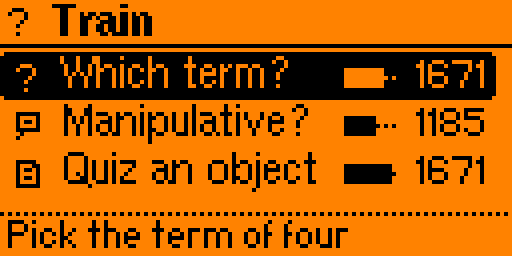 ? Train
? Which term? 1671
Manipulative? 1185
Quiz an object 1671
Pick the term of four